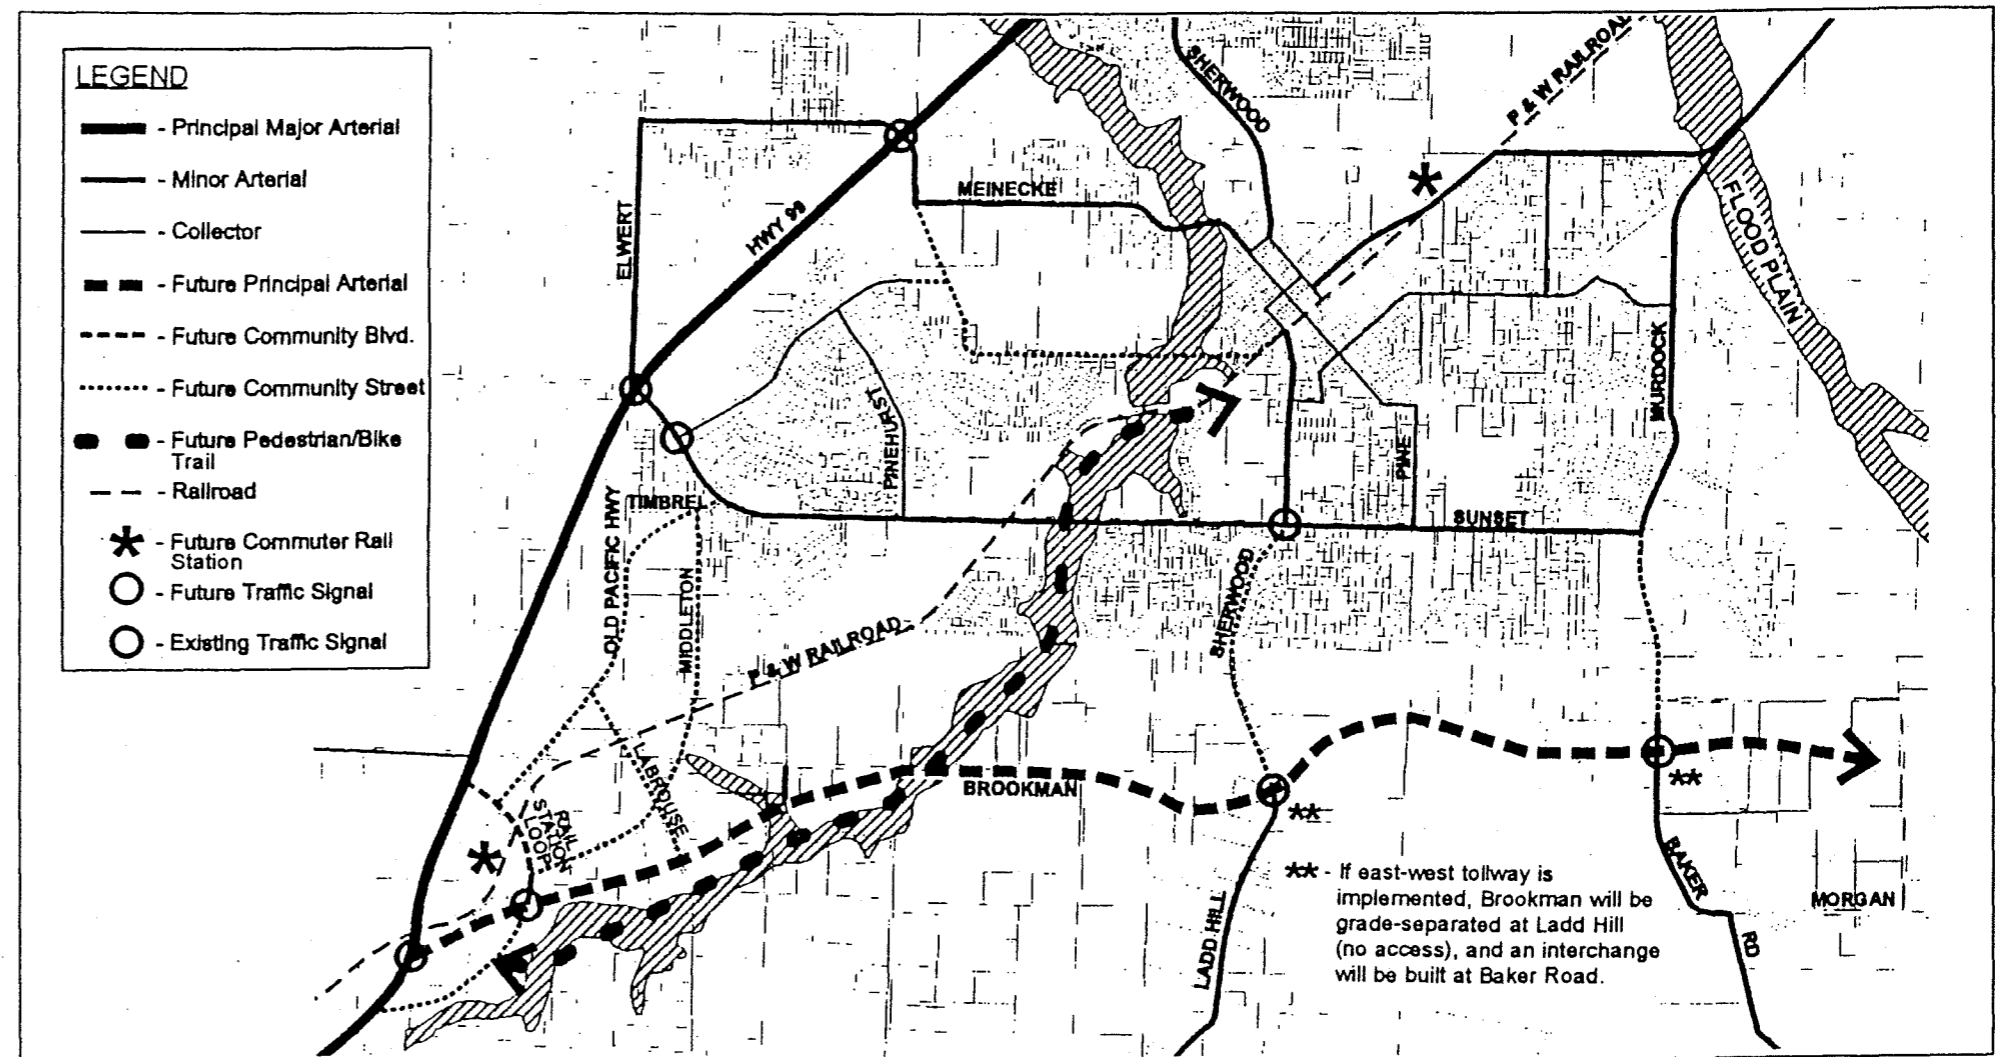 LEGEND
- Principal Major Arterial
- Minor Arterial
- Collector
- Future Principal Arterial
- Future Community Blvd.
- Future Community Street
- Future Pedestrian/Bike
Trail
- Railroad
- Future Commuter Rail
Station
- Future Traffic Signal
- Existing Traffic Signal
SHERWOOD
P & W RAILROAD
MEINECKE
ELWERT
HWY 99
FLOOD PLAIN
MURDOCK
PINEHURST
PINE
TIMBREL
SUNSET
OLD PACIFIC HWY
MIDDLETON
SHERWOOD
P & W RAILROAD
LABROUSE
RAIL
STATION
LOOP
BROOKMAN
**
**
** - If east-west tollway is
implemented, Brookman will be
grade-separated at Ladd Hill
(no access), and an interchange
will be built at Baker Road.
LADD HILL
BAKER
RD
MORGAN